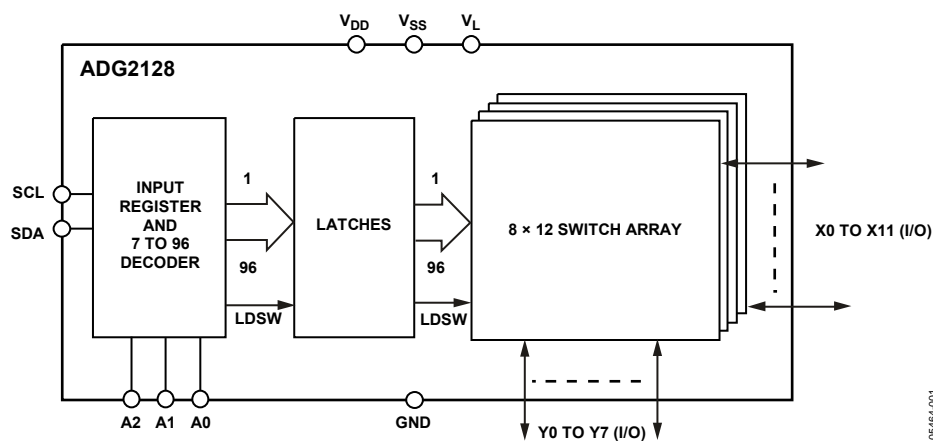 VDD VSS VL
ADG2128
SCL
SDA
INPUT
REGISTER
AND
7 TO 96
DECODER
1
96
LDSW
LATCHES
1
96
LDSW
8 × 12 SWITCH ARRAY
X0 TO X11 (I/O)
A2 A1 A0
GND
Y0 TO Y7 (I/O)
05464-001